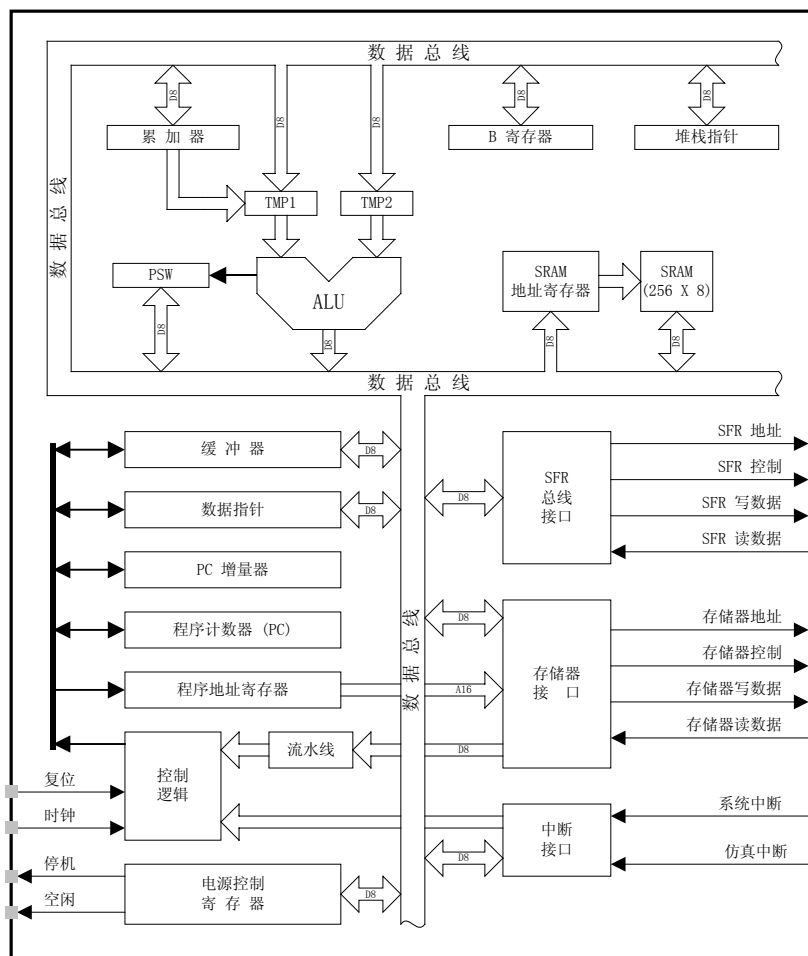 数 据 总 线
D8
D8
D8
D8
D8
累 加 器
B 寄存器
堆栈指针
数 据 总 线
TMP1
TMP2
PSW
ALU
SRAM
地址寄存器
SRAM
(256 X 8)
D8
D8
D8
D8
数 据 总 线
缓 冲 器
D8
数据指针
D8
PC 增量器
程序计数器 (PC)
程序地址寄存器
数 据 总 线
D8
SFR
总线
接口
SFR 地址
SFR 控制
SFR 写数据
SFR 读数据
D8
A16
D8
存储器
接 口
存储器地址
存储器控制
存储器写数据
存储器读数据
流水线
控制
逻辑
复位
时钟
中断
接口
D8
系统中断
仿真中断
停机
空闲
电源控制
寄 存 器
D8